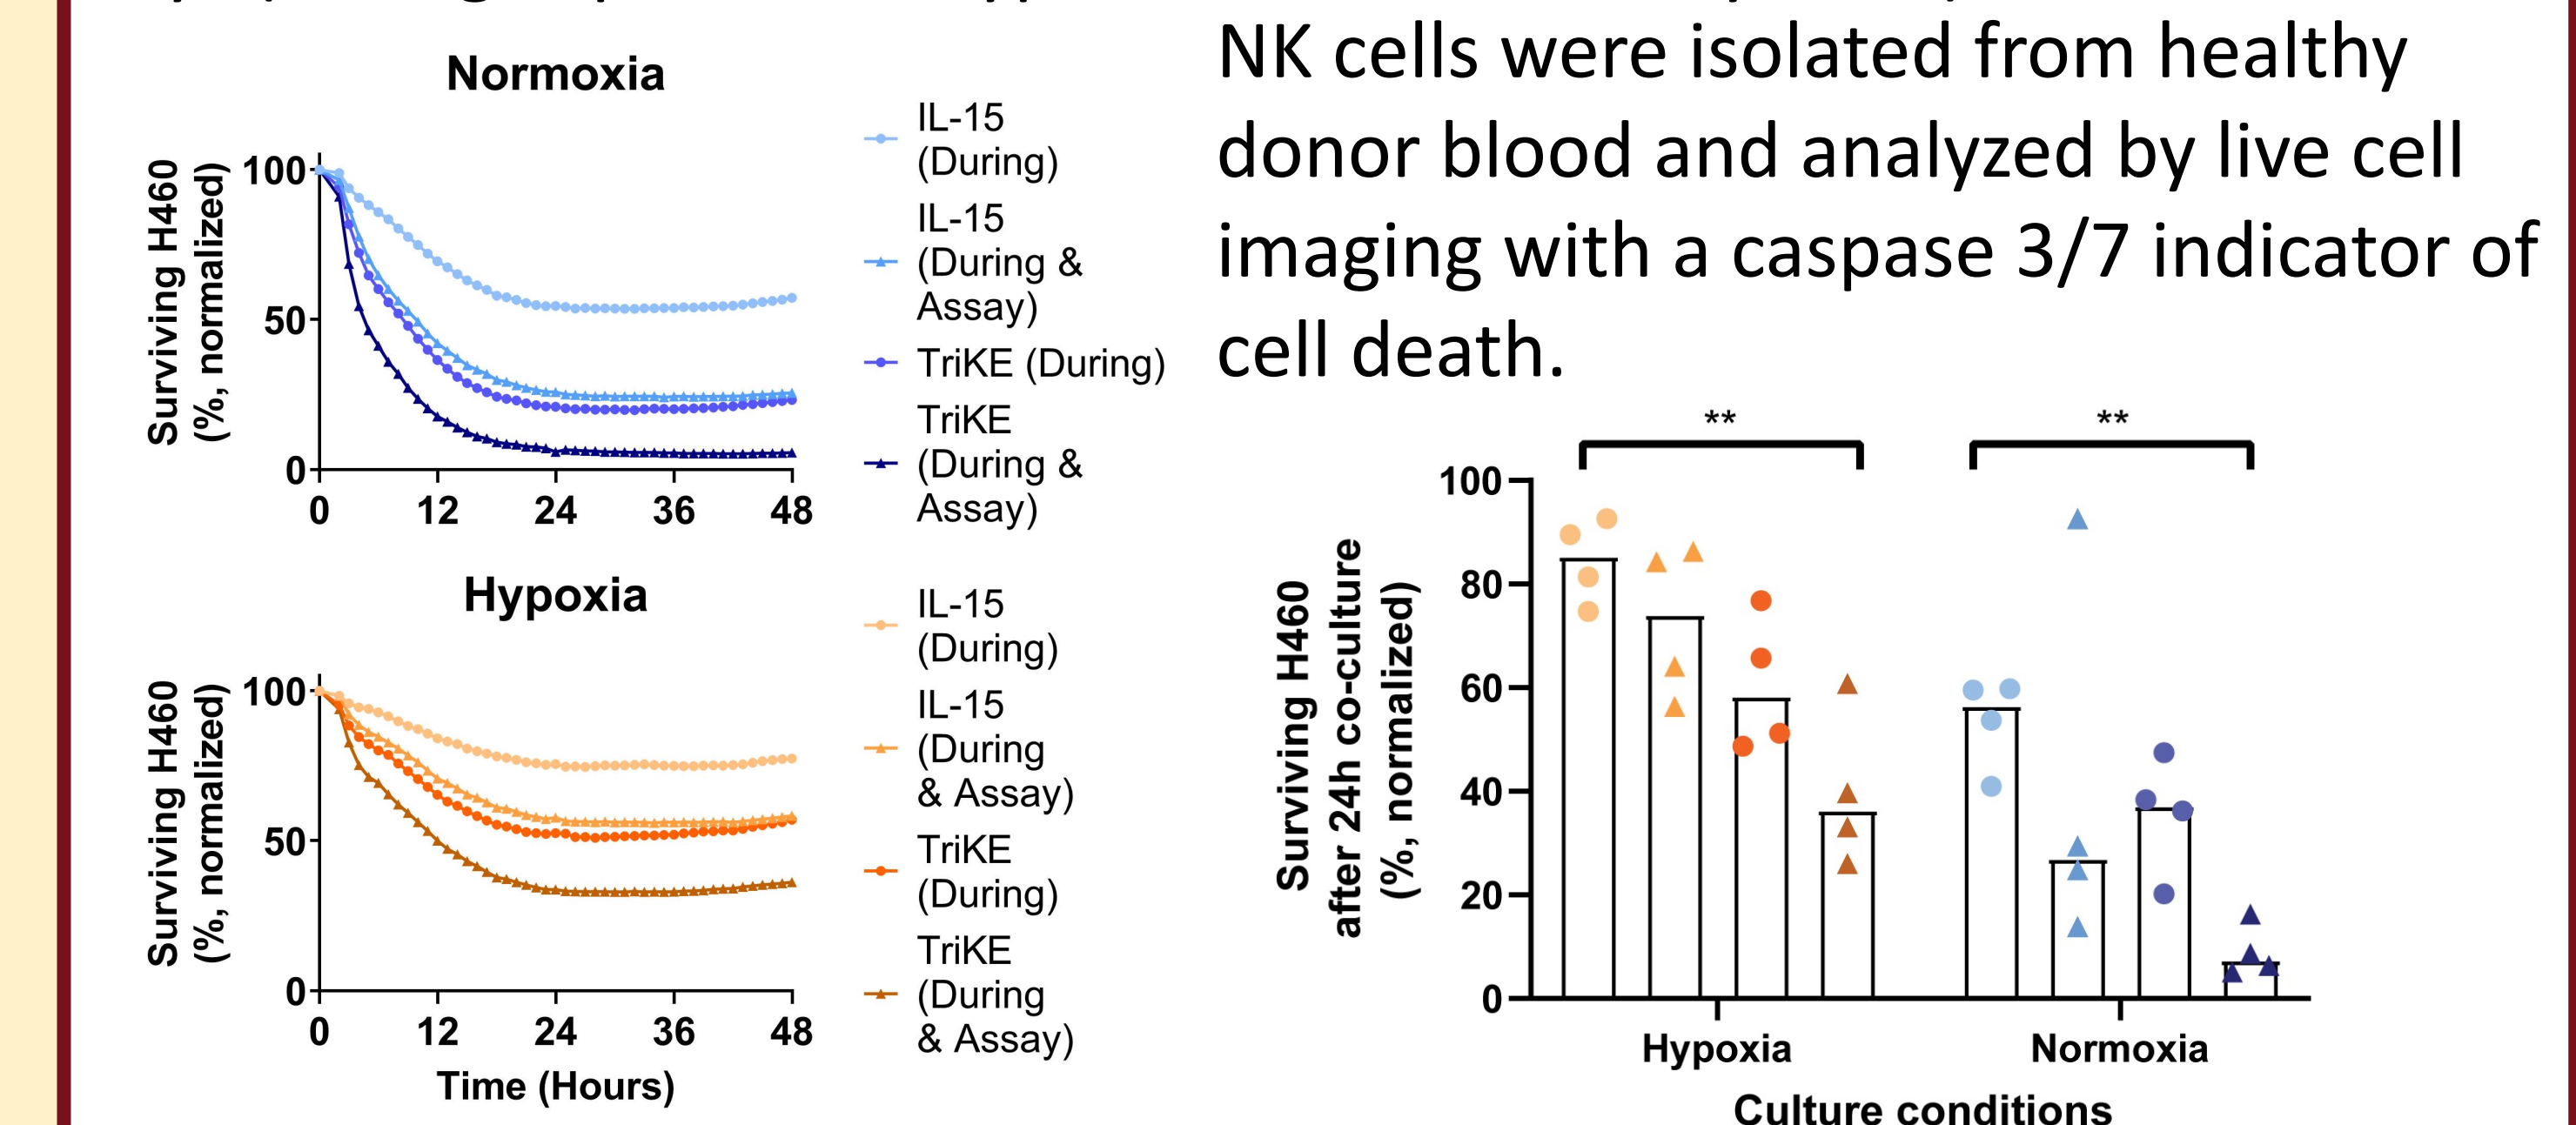 Normoxia
Surviving H460
(%, normalized)
100
50
0
0 12 24 36 48
IL-15
(During)
IL-15
(During &
Assay)
TriKE (During)
TriKE
(During &
Assay)
Hypoxia
Surviving H460
(%, normalized)
100
50
0
0 12 24 36 48
Time (Hours)
IL-15
(During)
IL-15
(During
& Assay)
TriKE
(During)
TriKE
(During
& Assay)
NK cells were isolated from healthy
donor blood and analyzed by live cell
imaging with a caspase 3/7 indicator of
cell death.
** **
Surviving H460
after 24h co-culture
(%, normalized)
100
80
60
40
20
0
Hypoxia Normoxia
Culture conditions